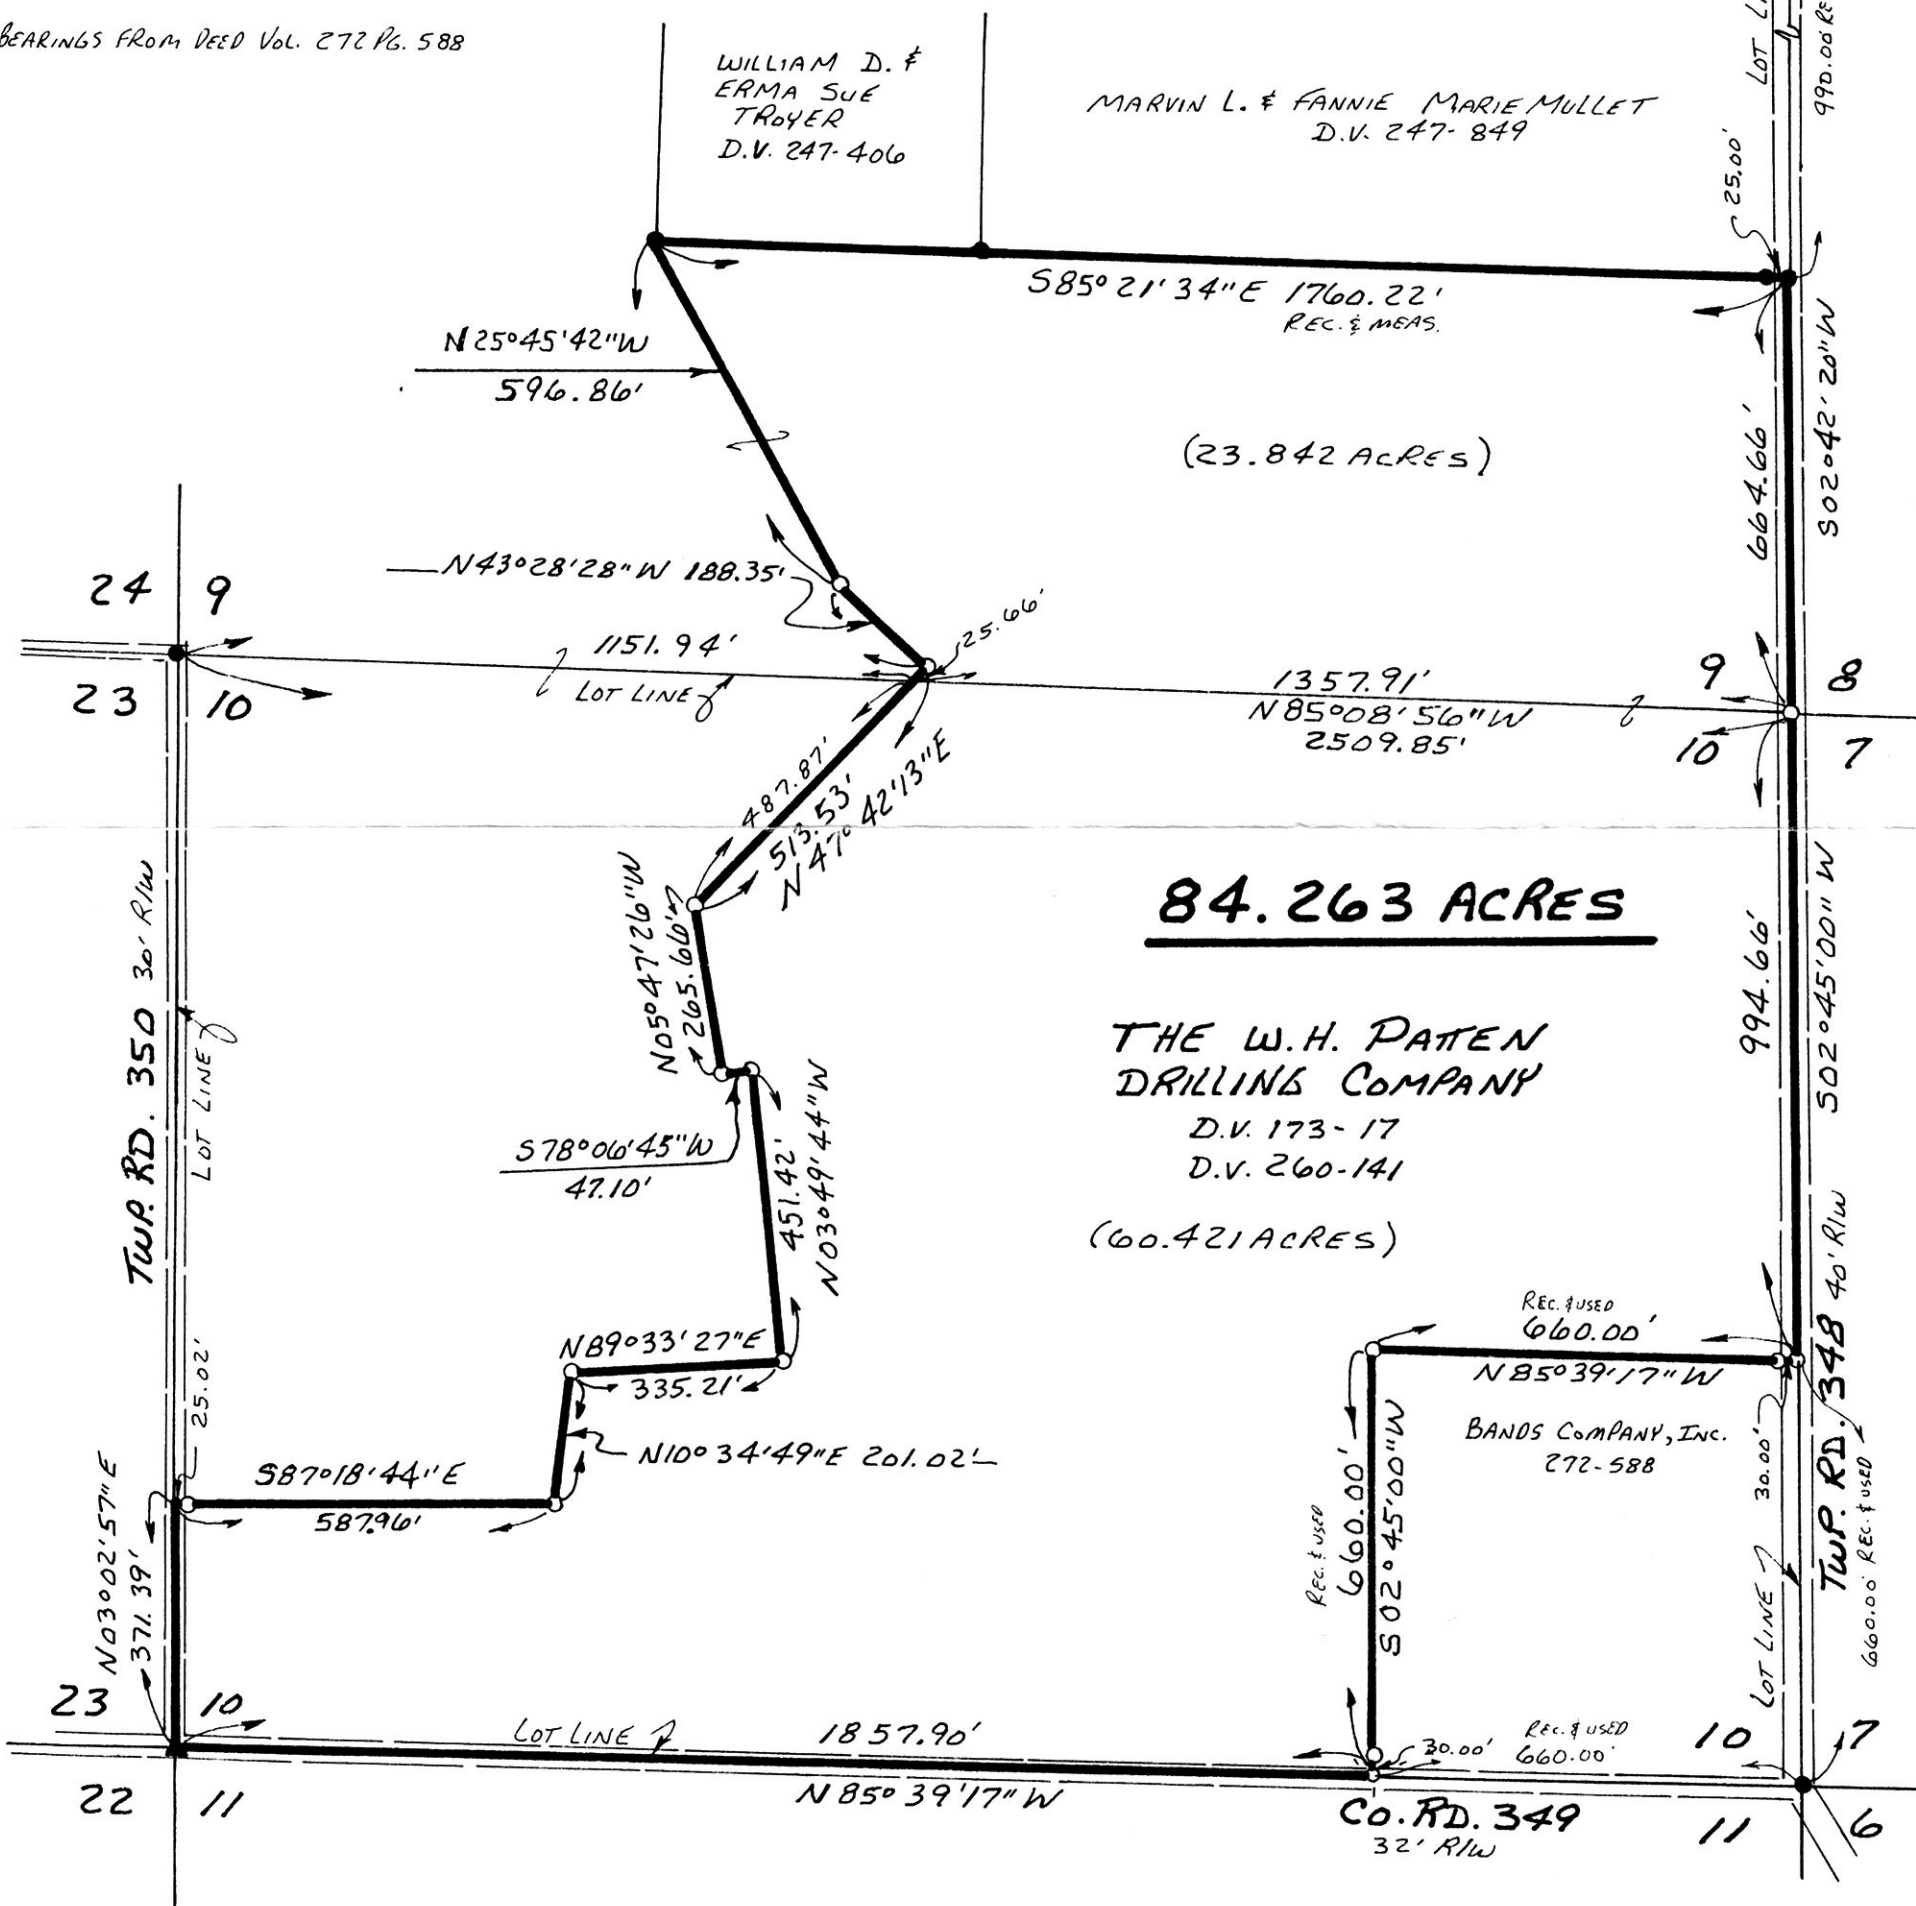 BEARINGS FROM DEED VOL. 272 PG. 588
WILLIAM D. &
ERMA SUE
TROYER
D.V. 247-406
MARVIN L. & FANNIE MARIE MULLET
D.V. 247-849
990.00 RE
25.00'
S85°21'34"E 1760.22'
REC. & MEAS.
N25°45'42"W
596.86'
S02°42'20"W
664.66'
(23.842 ACRES)
N43°28'28"W 188.35'
24 9
23 10
1151.94'
LOT LINE
25.66'
1357.91'
N85°08'56"W
2509.85'
9 8
10 7
487.87'
513.53'
N47°42'13"E
N05°47'26"W
265.66'
84.263 ACRES
THE W.H. PATTEN
DRILLING COMPANY
D.V. 173-17
D.V. 260-141
(60.421 ACRES)
994.66'
S02°45'00"W
TWP. RD. 350 30' R/W
LOT LINE
S78°06'45"W
47.10'
451.42'
N03°49'44"W
N89°33'27"E
335.21'
N10°34'49"E 201.02'
25.02'
S87°18'44"E
587.96'
N03°02'57"E
371.39'
REC. & USED
660.00'
N85°39'17"W
BANDS COMPANY, INC.
272-588
REC. & USED
660.00'
S02°45'00"W
30.00'
LOT LINE
TWP. RD. 348 40' R/W
660.00' REC. & USED
23 10
22 11
LOT LINE
1857.90'
N85°39'17"W
30.00'
REC. & USED
660.00'
10 7
11 6
CO. RD. 349
32' R/W